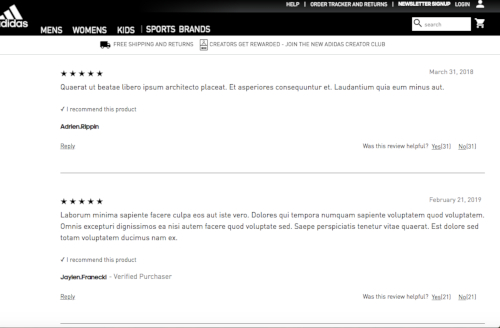 HELP | ORDER TRACKER AND RETURNS | NEWSLETTER SIGNUP LOGIN
adidas
MENS WOMENS KIDS | SPORTS BRANDS
search
FREE SHIPPING AND RETURNS CREATORS GET REWARDED - JOIN THE NEW ADIDAS CREATOR CLUB
★★★★★ March 31, 2018
Quaerat ut beatae libero ipsum architecto placeat. Et asperiores consequuntur et. Laudantium quia eum minus aut.
✓ I recommend this product
Adrien.Rippin
Reply Was this review helpful? Yes(31) No(31)
★★★★★ February 21, 2019
Laborum minima sapiente facere culpa eos aut iste vero. Dolores qui tempora numquam sapiente voluptatem quod voluptatem.
Omnis excepturi dignissimos ea nisi autem facere quod voluptate sed. Saepe perspiciatis tenetur vitae quaerat. Est dolore sed
totam voluptatem ducimus nam ex.
✓ I recommend this product
Jaylen.Franecki - Verified Purchaser
Reply Was this review helpful? Yes(21) No(21)